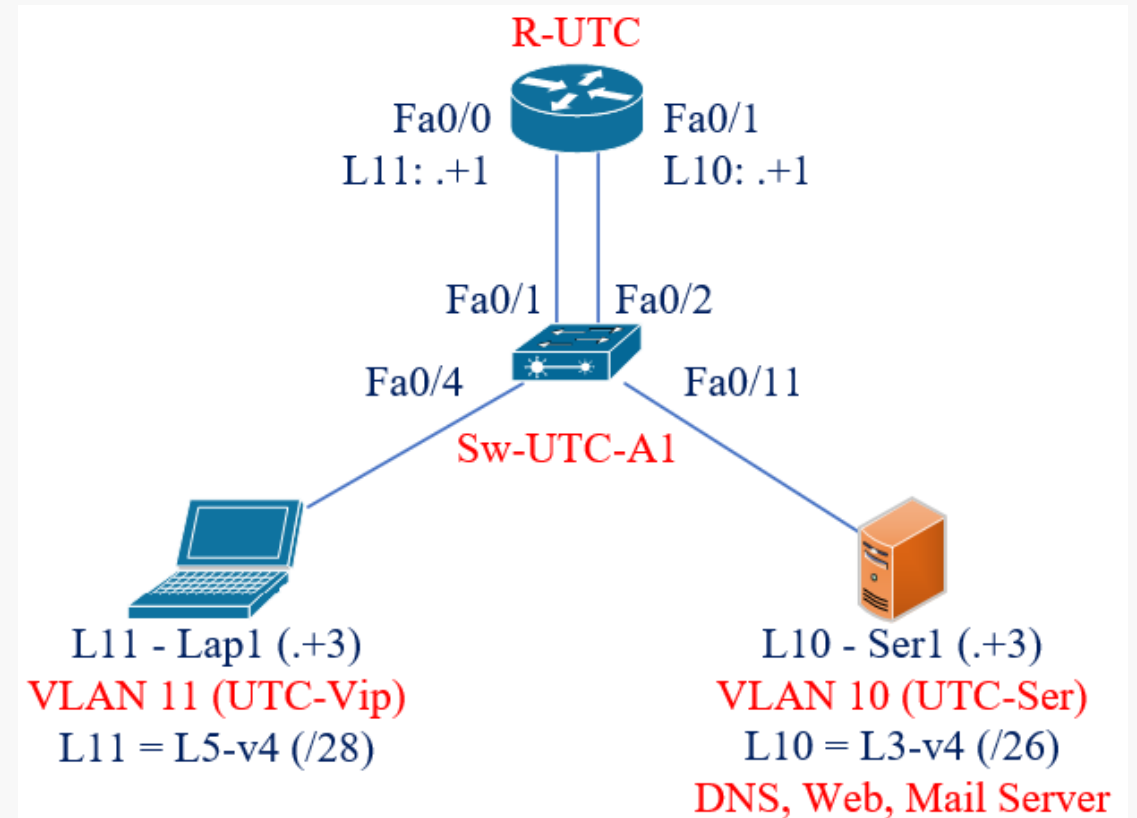 R-UTC
Fa0/0
Fa0/1
L11: .+1
L10: .+1
Fa0/1
Fa0/2
Fa0/4
Fa0/11
Sw-UTC-A1
L11 - Lap1 (.+3)
L10 - Ser1 (.+3)
VLAN 11 (UTC-Vip)
VLAN 10 (UTC-Ser)
L11 = L5-v4 (/28)
L10 = L3-v4 (/26)
DNS, Web, Mail Server